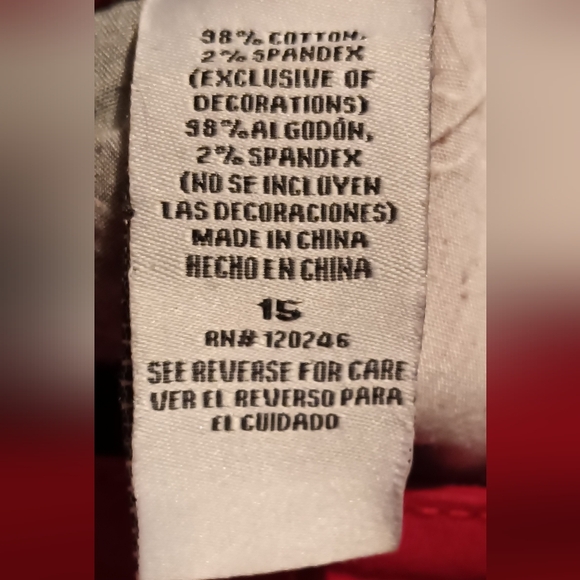 98% COTTON,
2% SPANDEX
(EXCLUSIVE OF
DECORATIONS)
98% ALGODÓN,
2% SPANDEX
(NO SE INCLUYEN
LAS DECORACIONES)
MADE IN CHINA
HECHO EN CHINA
15
RN# 120246
SEE REVERSE FOR CARE
VER EL REVERSO PARA
EL CUIDADO